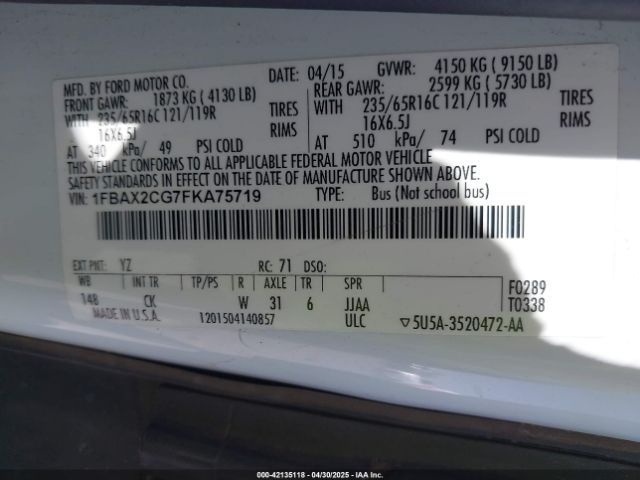 MFD. BY FORD MOTOR CO. DATE: 04/15 GVWR: 4150 KG ( 9150 LB)
FRONT GAWR: 1873 KG ( 4130 LB) REAR GAWR: 2599 KG ( 5730 LB)
WITH 235/65R16C 121/119R TIRES WITH 235/65R16C 121/119R TIRES
16X6.5J RIMS 16X6.5J RIMS
AT 340 kPa/ 49 PSI COLD AT 510 kPa/ 74 PSI COLD
THIS VEHICLE CONFORMS TO ALL APPLICABLE FEDERAL MOTOR VEHICLE
SAFETY STANDARDS IN EFFECT ON THE DATE OF MANUFACTURE SHOWN ABOVE.
VIN: 1FBAX2CG7FKA75719 TYPE: Bus (Not school bus)
EXT PNT: YZ RC: 71 DSO:
WB INT TR TP/PS R AXLE TR SPR F0289
148 CK W 31 6 JJAA T0338
MADE IN U.S.A. 1201504140857 ULC ▽5U5A-3520472-AA
000-42135118 - 04/30/2025 - IAA Inc.